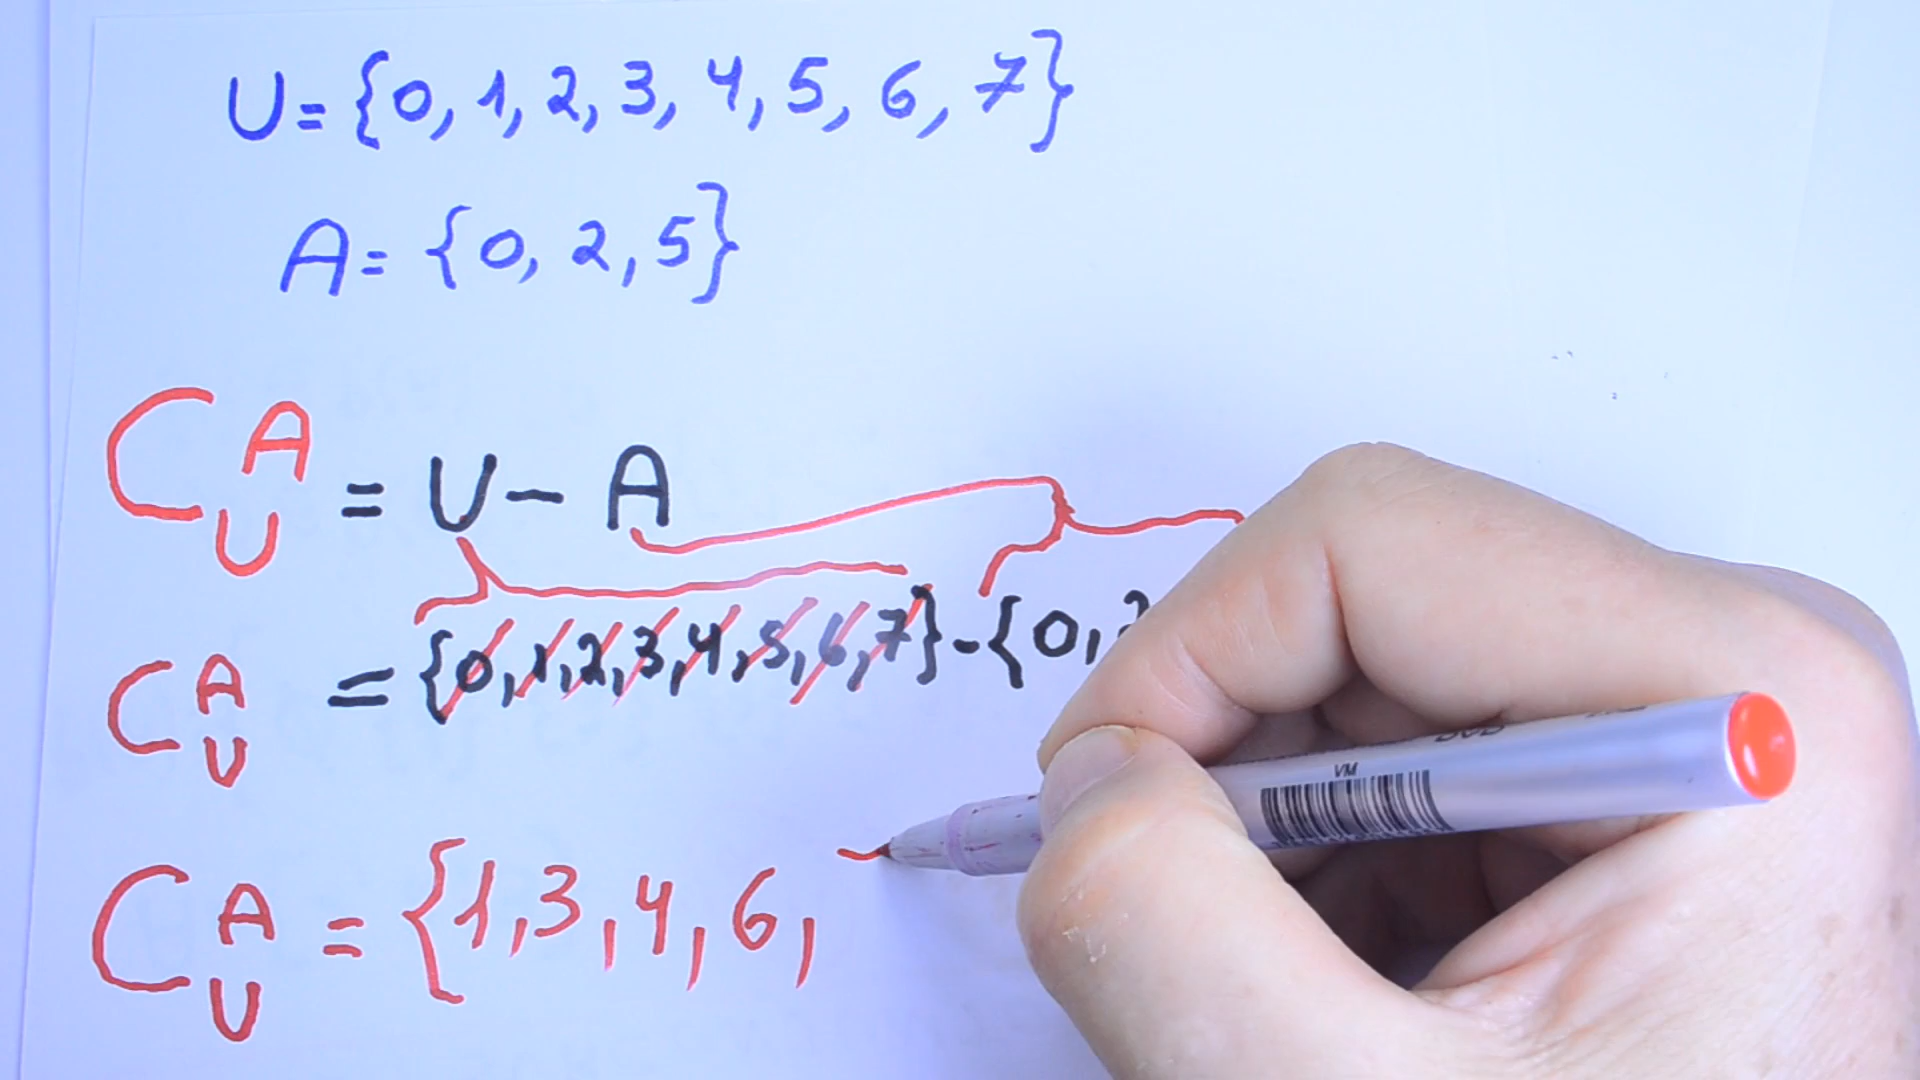 U = {0, 1, 2, 3, 4, 5, 6, 7}
A = {0, 2, 5}
C A U = U - A
C A U = {0, 1, 2, 3, 4, 5, 6, 7} - {0,
C A U = {1, 3, 4, 6,
VM